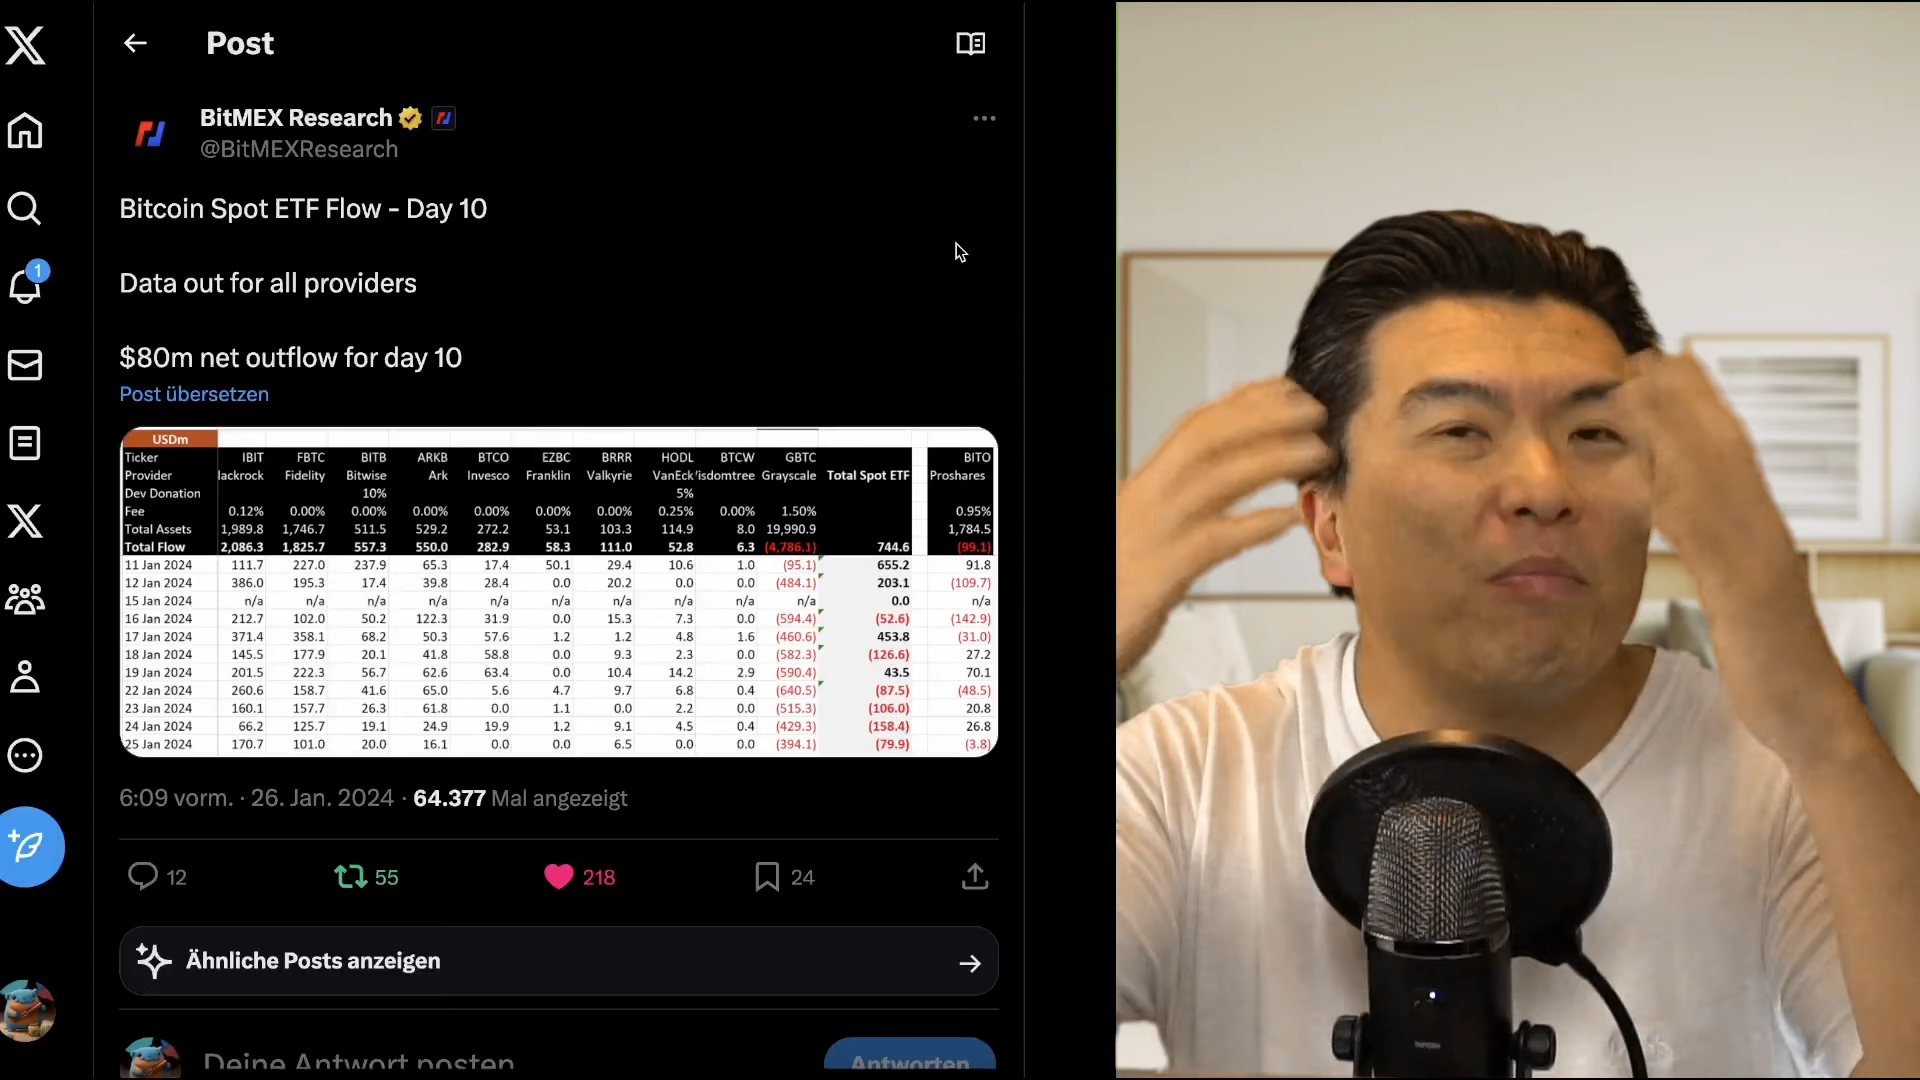 Post
BitMEX Research
@BitMEXResearch
Bitcoin Spot ETF Flow - Day 10
Data out for all providers
$80m net outflow for day 10
Post übersetzen
USDm
Ticker IBIT FBTC BITB ARKB BTCO EZBC BRRR HODL BTCW GBTC BITO
Provider lackrock Fidelity Bitwise Ark Invesco Franklin Valkyrie VanEck 'isdomtree Grayscale Total Spot ETF Proshares
Dev Donation 10% 5%
Fee 0.12% 0.00% 0.00% 0.00% 0.00% 0.00% 0.00% 0.25% 0.00% 1.50% 0.95%
Total Assets 1,989.8 1,746.7 511.5 529.2 272.2 53.1 103.3 114.9 8.0 19,990.9 1,784.5
Total Flow 2,086.3 1,825.7 557.3 550.0 282.9 58.3 111.0 52.8 6.3 (4,786.1) 744.6 (99.1)
11 Jan 2024 111.7 227.0 237.9 65.3 17.4 50.1 29.4 10.6 1.0 (95.1) 655.2 91.8
12 Jan 2024 386.0 195.3 17.4 39.8 28.4 0.0 20.2 0.0 0.0 (484.1) 203.1 (109.7)
15 Jan 2024 n/a n/a n/a n/a n/a n/a n/a n/a n/a n/a 0.0 n/a
16 Jan 2024 212.7 102.0 50.2 122.3 31.9 0.0 15.3 7.3 0.0 (594.4) (52.6) (142.9)
17 Jan 2024 371.4 358.1 68.2 50.3 57.6 1.2 1.2 4.8 1.6 (460.6) 453.8 (31.0)
18 Jan 2024 145.5 177.9 20.1 41.8 58.8 0.0 9.3 2.3 0.0 (582.3) (126.6) 27.2
19 Jan 2024 201.5 222.3 56.7 62.6 63.4 0.0 10.4 14.2 2.9 (590.4) 43.5 70.1
22 Jan 2024 260.6 158.7 41.6 65.0 5.6 4.7 9.7 6.8 0.4 (640.5) (87.5) (48.5)
23 Jan 2024 160.1 157.7 26.3 61.8 0.0 1.1 0.0 2.2 0.0 (515.3) (106.0) 20.8
24 Jan 2024 66.2 125.7 19.1 24.9 19.9 1.2 9.1 4.5 0.4 (429.3) (158.4) 26.8
25 Jan 2024 170.7 101.0 20.0 16.1 0.0 0.0 6.5 0.0 0.0 (394.1) (79.9) (3.8)
6:09 vorm. · 26. Jan. 2024 · 64.377 Mal angezeigt
12 55 218 24
Ähnliche Posts anzeigen
Deine Antwort posten
Antworten
1